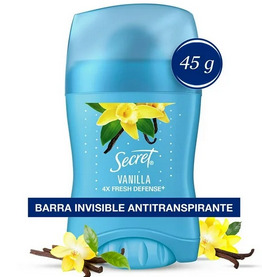 45 g
Secret
VANILLA
4X FRESH DEFENSE*
BARRA INVISIBLE ANTITRANSPIRANTE